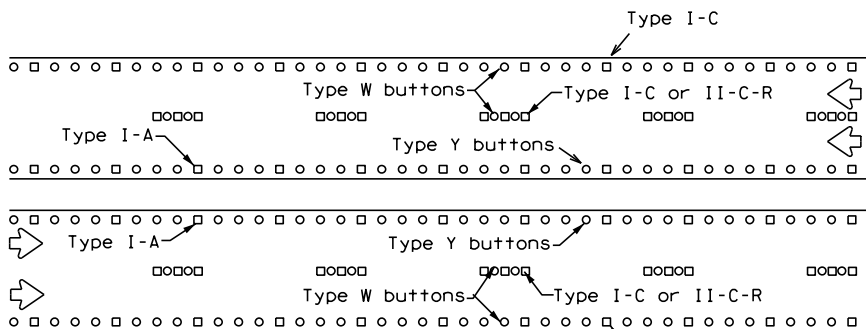 Type I-C
Type W buttons
Type I-C or II-C-R
Type I-A
Type Y buttons
Type I-A
Type Y buttons
Type W buttons
Type I-C or II-C-R